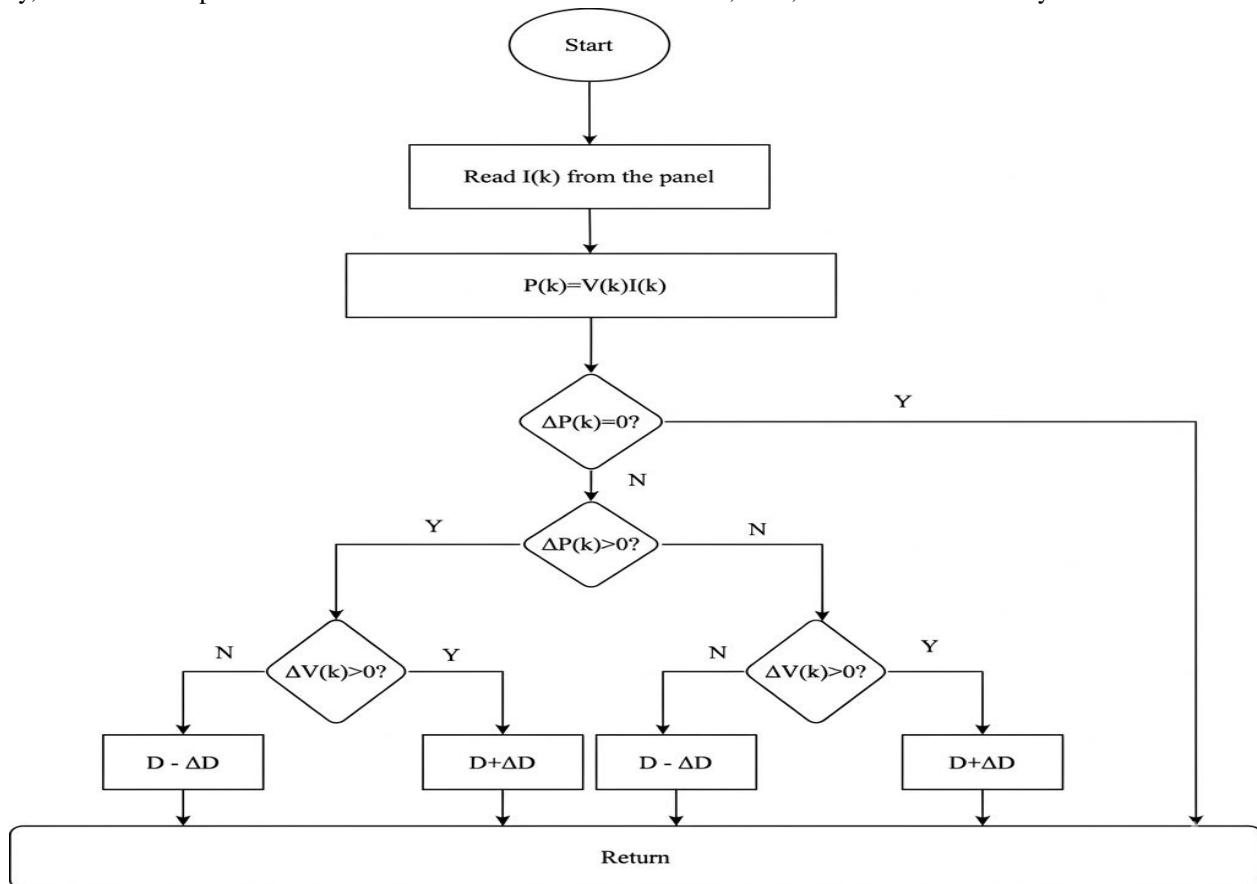 Start
Read I(k) from the panel
P(k)=V(k)I(k)
ΔP(k)=0?
Y
N
ΔP(k)>0?
Y
N
ΔV(k)>0?
N
Y
ΔV(k)>0?
N
Y
D - ΔD
D+ΔD
D - ΔD
D+ΔD
Return